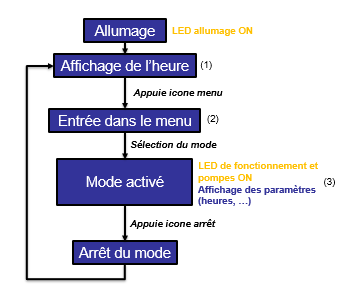 Allumage
LED allumage ON
Affichage de l'heure
(1)
Appuie icone menu
Entrée dans le menu
(2)
Sélection du mode
Mode activé
LED de fonctionnement et
pompes ON
Affichage des paramètres
(heures, ...)
(3)
Appuie icone arrêt
Arrêt du mode